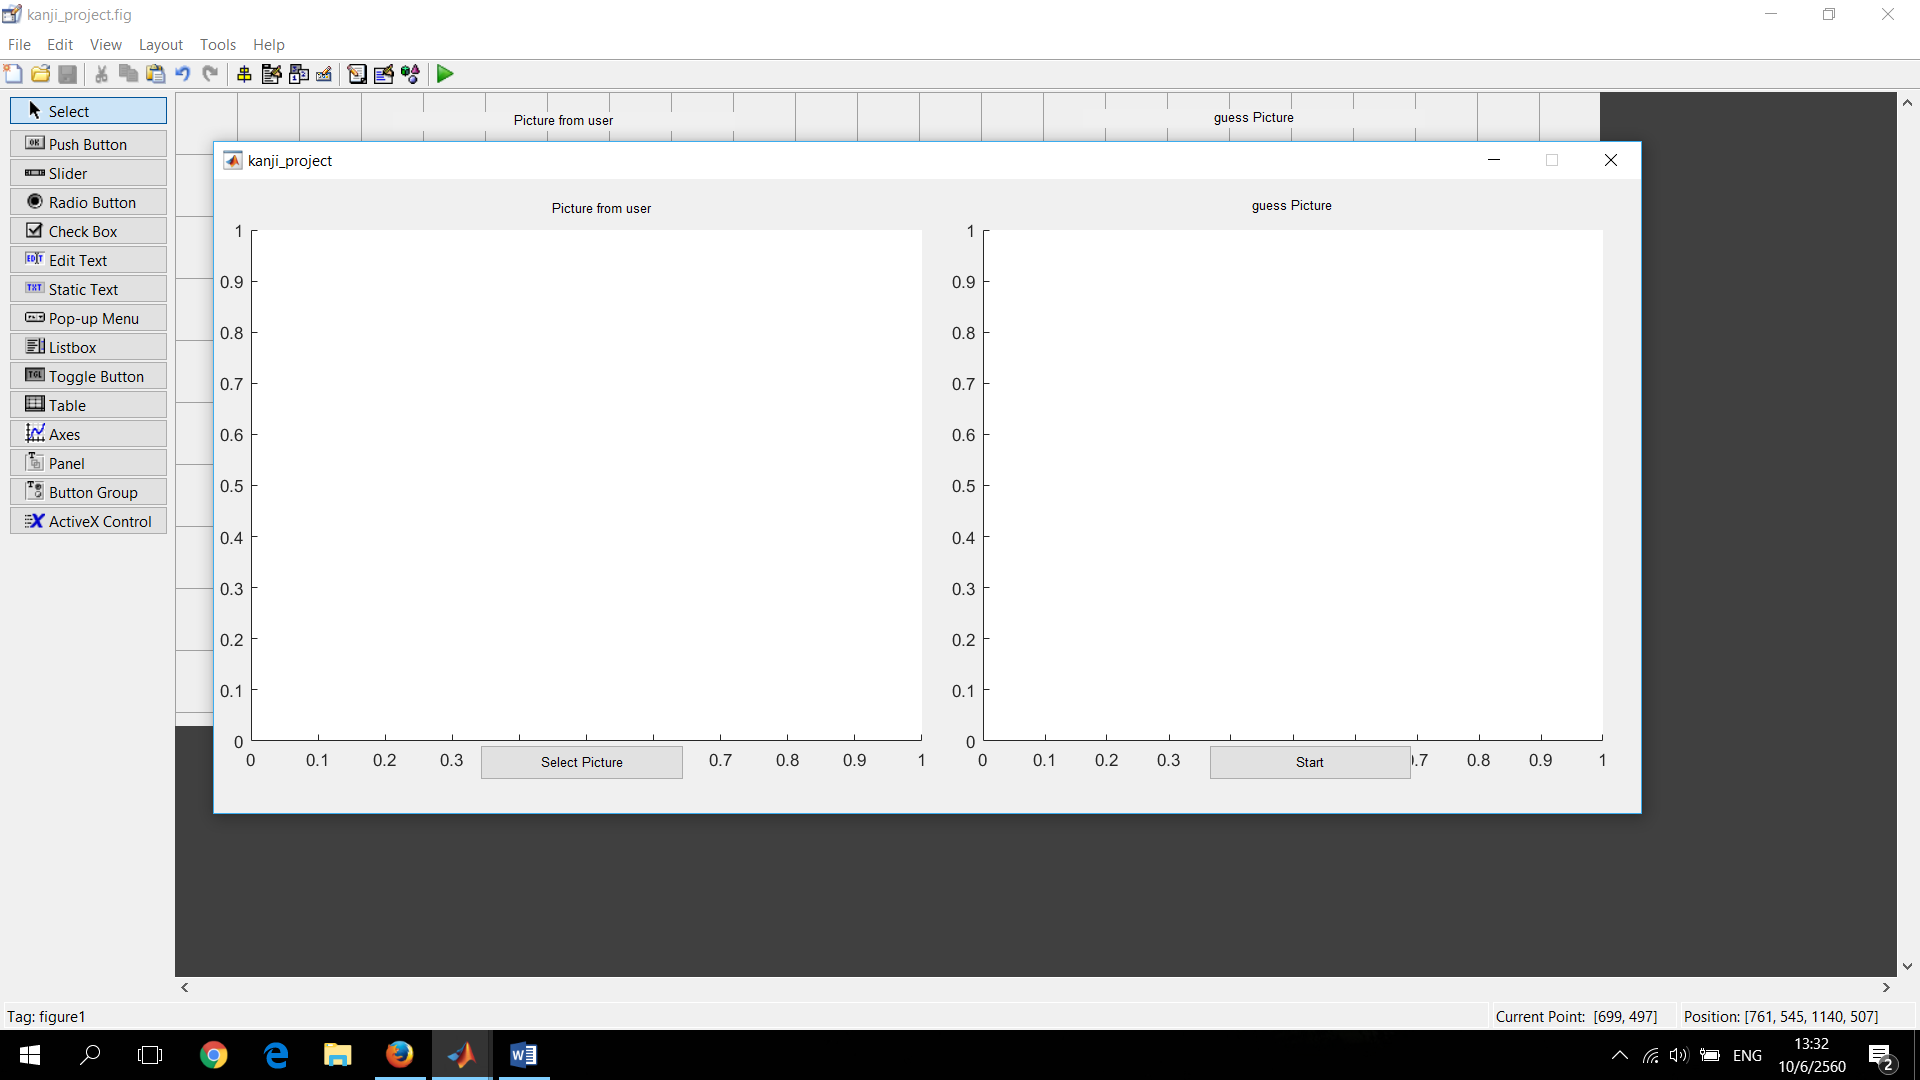 kanji_project.fig
File Edit View Layout Tools Help
Select
Push Button
Slider
Radio Button
Check Box
Edit Text
Static Text
Pop-up Menu
Listbox
Toggle Button
Table
Axes
Panel
Button Group
ActiveX Control
Picture from user guess Picture
kanji_project
Picture from user
1
0.9
0.8
0.7
0.6
0.5
0.4
0.3
0.2
0.1
0
0 0.1 0.2 0.3 0.7 0.8 0.9 1
Select Picture
guess Picture
1
0.9
0.8
0.7
0.6
0.5
0.4
0.3
0.2
0.1
0
0 0.1 0.2 0.3 .7 0.8 0.9 1
Start
Tag: figure1
Current Point: [699, 497] Position: [761, 545, 1140, 507]
ENG
13:32
10/6/2560
2